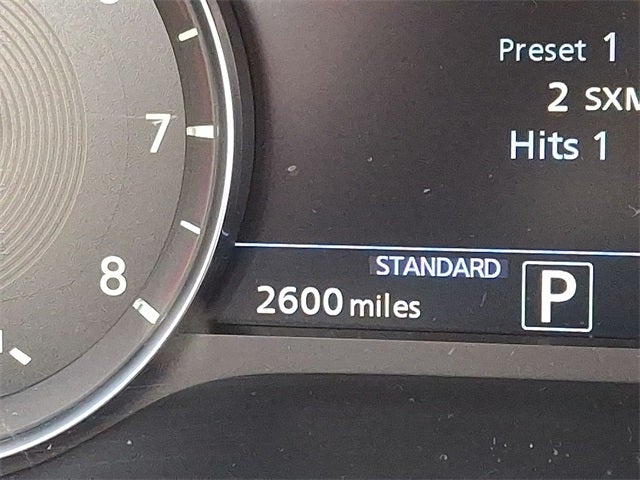 Preset 1
2 SXM
Hits 1
7
8
STANDARD
P
2600 miles